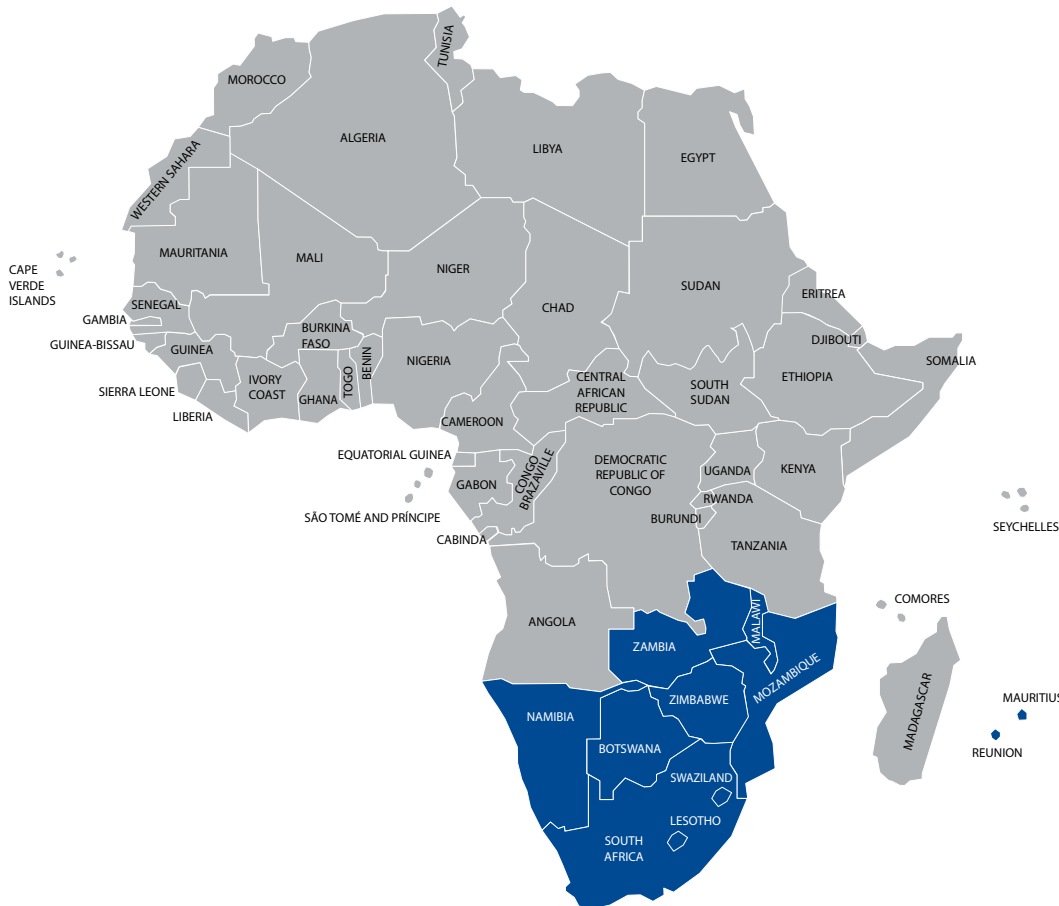 TUNISIA
MOROCCO
ALGERIA
LIBYA
EGYPT
WESTERN SAHARA
MAURITANIA
MALI
NIGER
CHAD
SUDAN
ERITREA
CAPE
VERDE
ISLANDS
SENEGAL
GAMBIA
GUINEA-BISSAU
GUINEA
BURKINA
FASO
BENIN
TOGO
NIGERIA
DJIBOUTI
SOMALIA
ETHIOPIA
SIERRA LEONE
LIBERIA
IVORY
COAST
GHANA
CENTRAL
AFRICAN
REPUBLIC
SOUTH
SUDAN
CAMEROON
EQUATORIAL GUINEA
GABON
CONGO
BRAZAVILLE
DEMOCRATIC
REPUBLIC OF
CONGO
UGANDA
KENYA
RWANDA
BURUNDI
SÃO TOMÉ AND PRÍNCIPE
CABINDA
TANZANIA
SEYCHELLES
COMORES
ANGOLA
ZAMBIA
MALAWI
MOZAMBIQUE
MADAGASCAR
MAURITIUS
REUNION
NAMIBIA
ZIMBABWE
BOTSWANA
SWAZILAND
LESOTHO
SOUTH
AFRICA